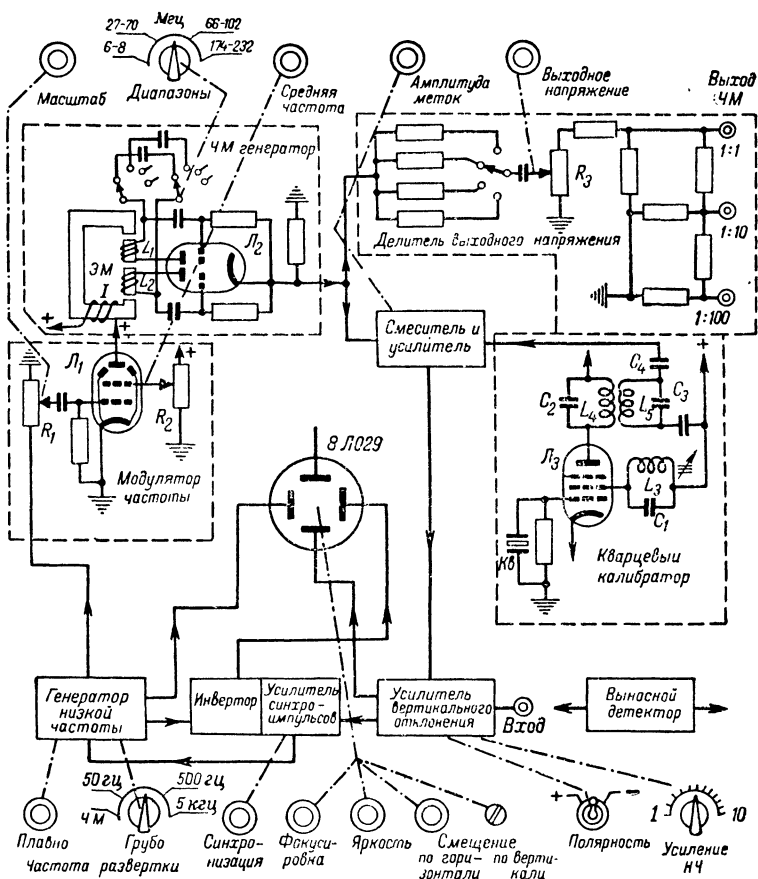 Мгц
27-70
66-102
6-8
174-232
Масштаб
Диапазоны
Средняя
частота
Амплитуда
меток
Выходное
напряжение
Выход
ЧМ
ЧМ генератор
R3
1:1
1:10
1:100
Делитель выходного напряжения
L1
L2
Л2
ЭМ
I
+
Смеситель и
усилитель
Л1
+
R1
R2
Модулятор
частоты
8 Л029
C4
+
C2
L4
L5
C3
Л3
L3
C1
Кв
Кварцевый
калибратор
Генератор
низкой
частоты
Инвертор
Усилитель
синхро-
импульсов
Усилитель
вертикального
отклонения
Вход
Выносной
детектор
50 гц
500 гц
ЧМ
5 кгц
+
−
1
10
Плавно
Грубо
Частота развертки
Синхро-
низация
Фокуси-
ровка
Яркость
Смещение
по гори-
зонтали
по верти-
кали
Полярность
Усиление
НЧ